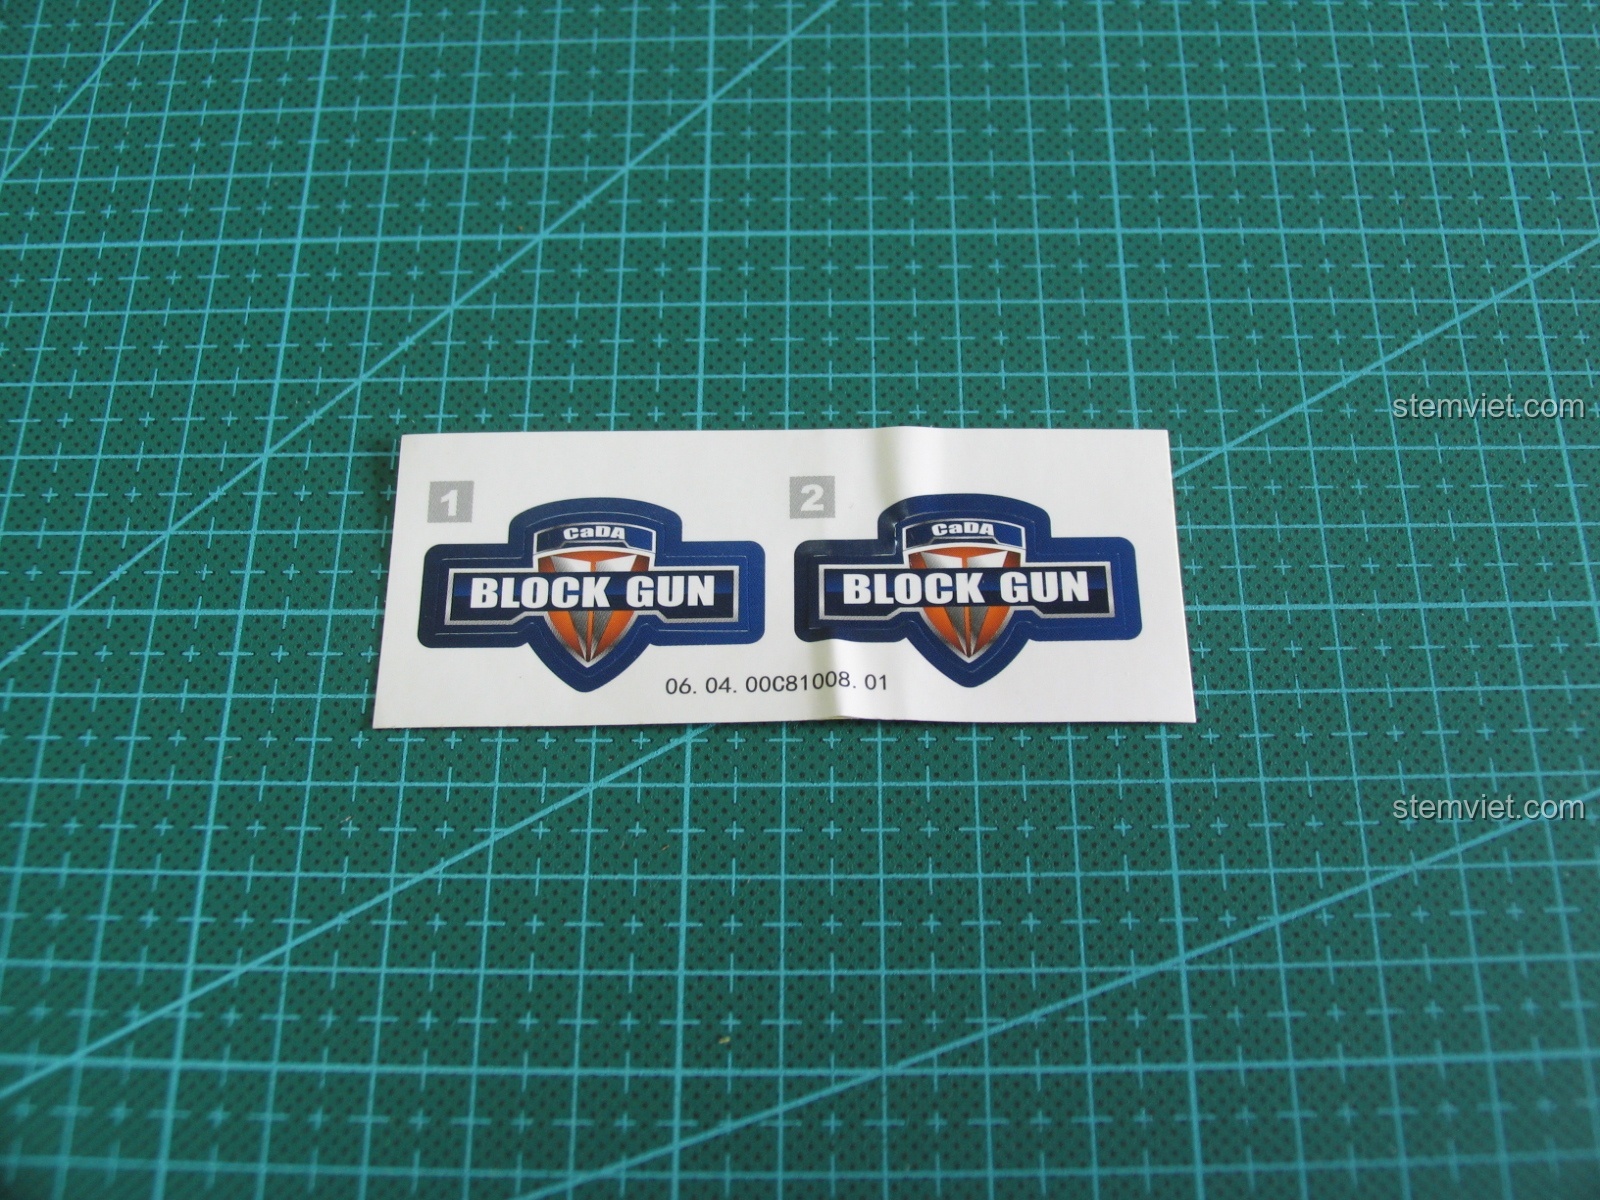 stemviet.com
1
2
CaDA
BLOCK GUN
CaDA
BLOCK GUN
06. 04. 00C81008. 01
stemviet.com